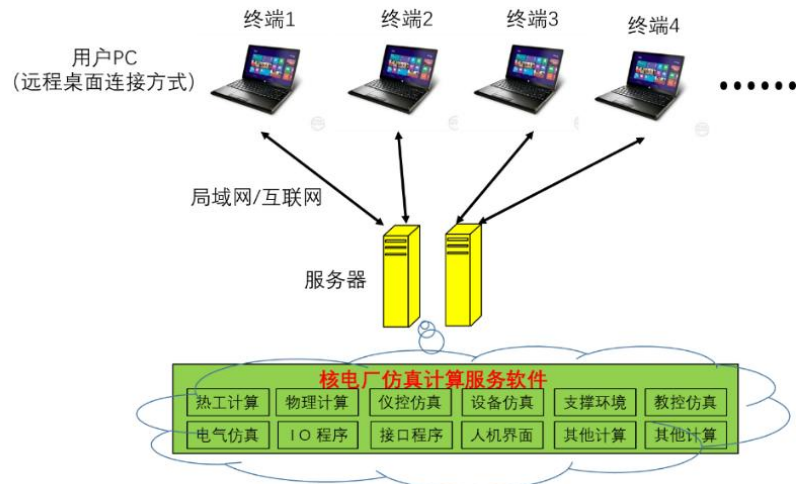 终端1 终端2 终端3 终端4
用户PC
（远程桌面连接方式）
......
局域网/互联网
服务器
核电厂仿真计算服务软件
热工计算 物理计算 仪控仿真 设备仿真 支撑环境 教控仿真
电气仿真 IO 程序 接口程序 人机界面 其他计算 其他计算